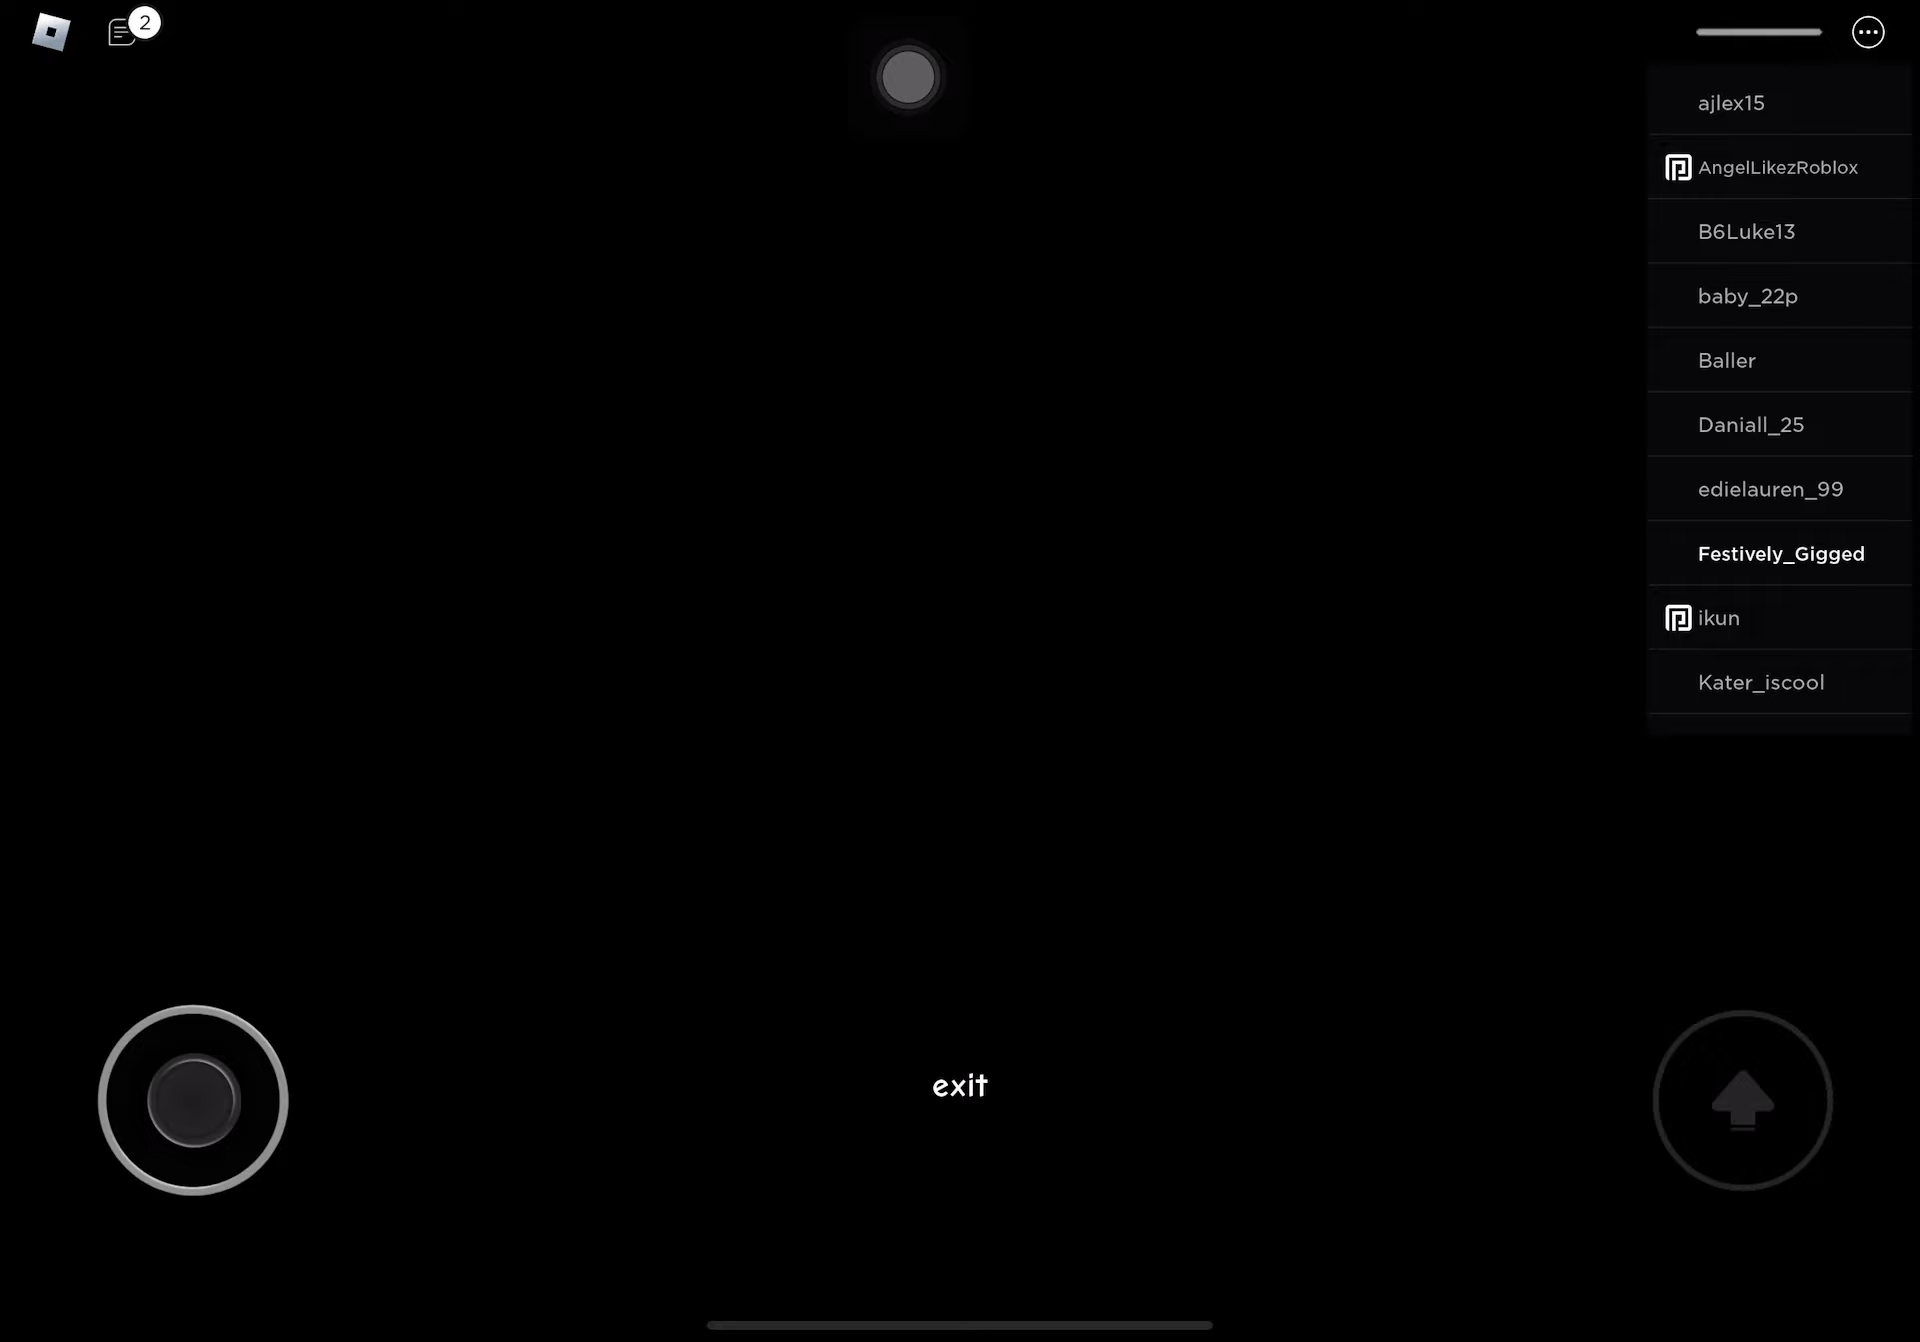 2
ajlex15
AngelLikezRoblox
B6Luke13
baby_22p
Baller
Daniall_25
edielauren_99
Festively_Gigged
ikun
Kater_iscool
exit